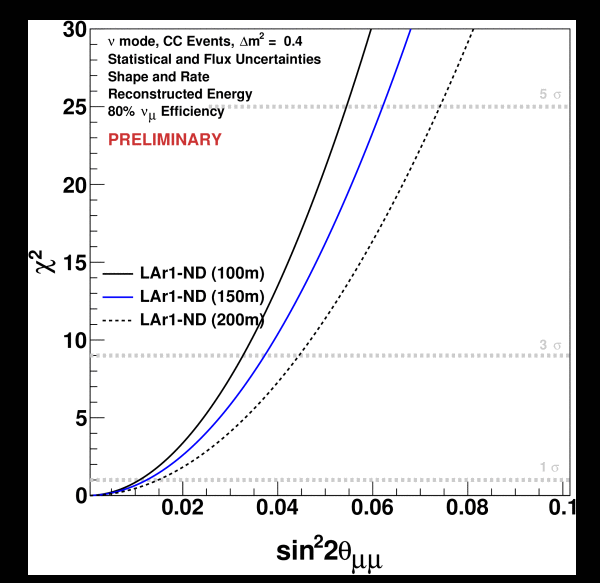 30
ν mode, CC Events, Δm² = 0.4
Statistical and Flux Uncertainties
Shape and Rate
Reconstructed Energy
80% νμ Efficiency
PRELIMINARY
5 σ
25
20
χ²
15
LAr1-ND (100m)
LAr1-ND (150m)
LAr1-ND (200m)
10
3 σ
5
1 σ
0
0.02 0.04 0.06 0.08 0.1
sin²2θμμ